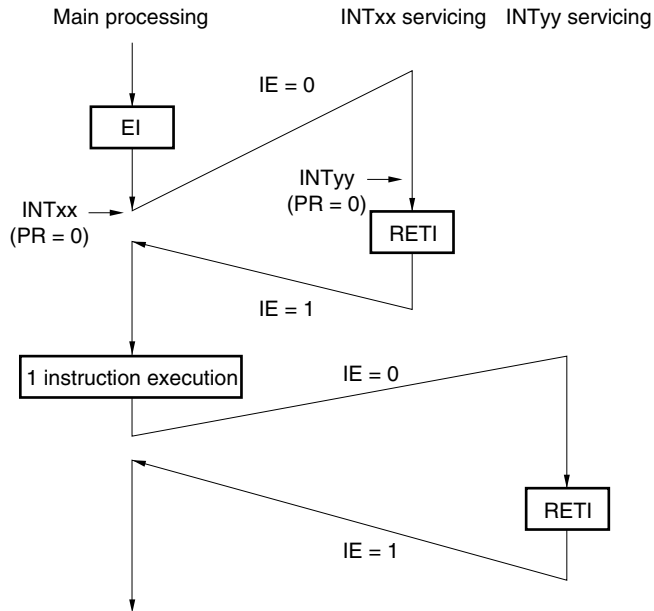 Main processing
INTxx servicing
INTyy servicing
IE = 0
EI
INTyy
(PR = 0)
INTxx
(PR = 0)
RETI
IE = 1
1 instruction execution
IE = 0
RETI
IE = 1